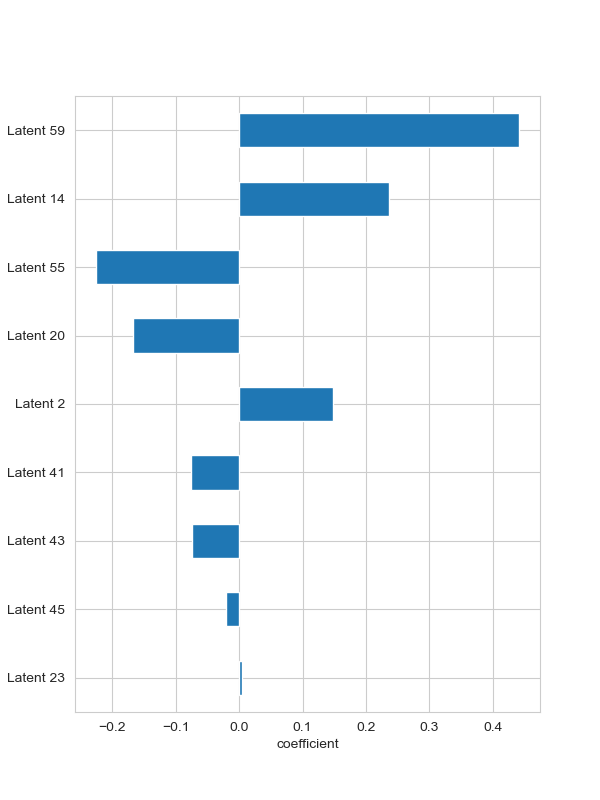 Latent 59
Latent 14
Latent 55
Latent 20
Latent 2
Latent 41
Latent 43
Latent 45
Latent 23
−0.2 −0.1 0.0 0.1 0.2 0.3 0.4
coefficient